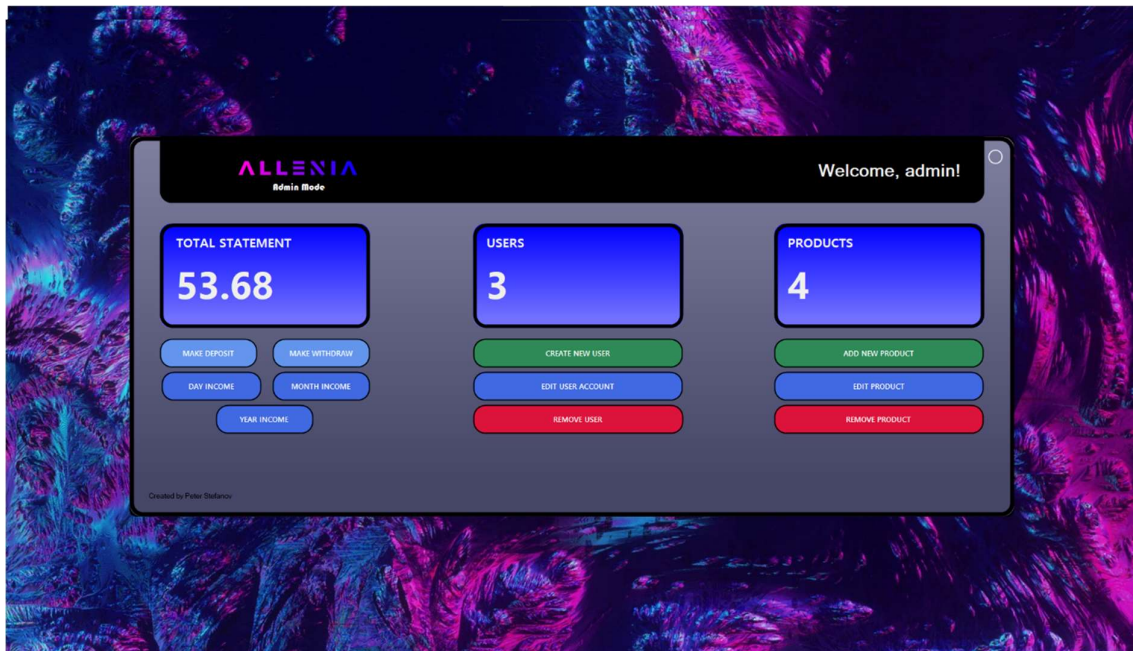 ALLENIA
Admin Mode
Welcome, admin!
TOTAL STATEMENT
53.68
USERS
3
PRODUCTS
4
MAKE DEPOSIT
MAKE WITHDRAW
DAY INCOME
MONTH INCOME
YEAR INCOME
CREATE NEW USER
EDIT USER ACCOUNT
REMOVE USER
ADD NEW PRODUCT
EDIT PRODUCT
REMOVE PRODUCT
Created by Peter Stefanov